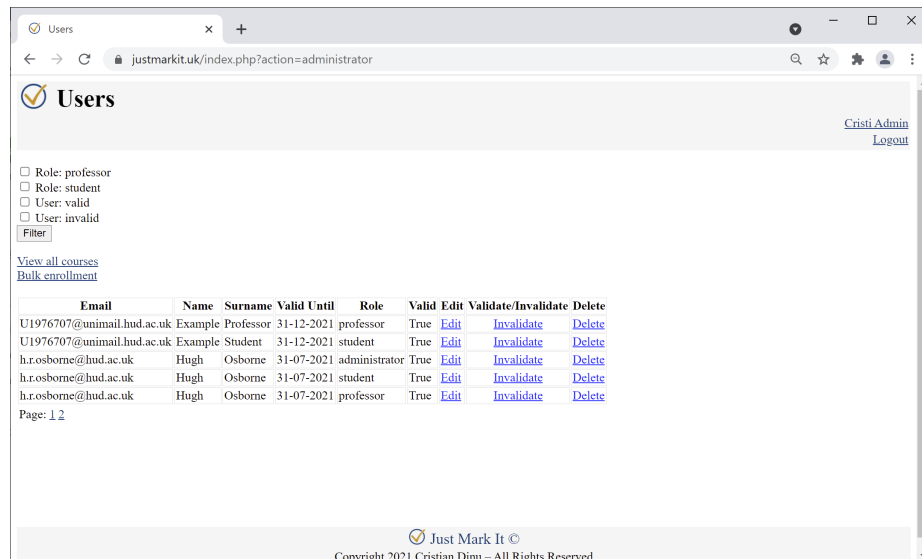 Users
justmarkit.uk/index.php?action=administrator
Users
Cristi Admin
Logout
Role: professor
Role: student
User: valid
User: invalid
Filter
View all courses
Bulk enrollment
Email Name Surname Valid Until Role Valid Edit Validate/Invalidate Delete
U1976707@unimail.hud.ac.uk Example Professor 31-12-2021 professor True Edit Invalidate Delete
U1976707@unimail.hud.ac.uk Example Student 31-12-2021 student True Edit Invalidate Delete
h.r.osborne@hud.ac.uk Hugh Osborne 31-07-2021 administrator True Edit Invalidate Delete
h.r.osborne@hud.ac.uk Hugh Osborne 31-07-2021 student True Edit Invalidate Delete
h.r.osborne@hud.ac.uk Hugh Osborne 31-07-2021 professor True Edit Invalidate Delete
Page: 1 2
Just Mark It ©
Copyright 2021 Cristian Dinu – All Rights Reserved